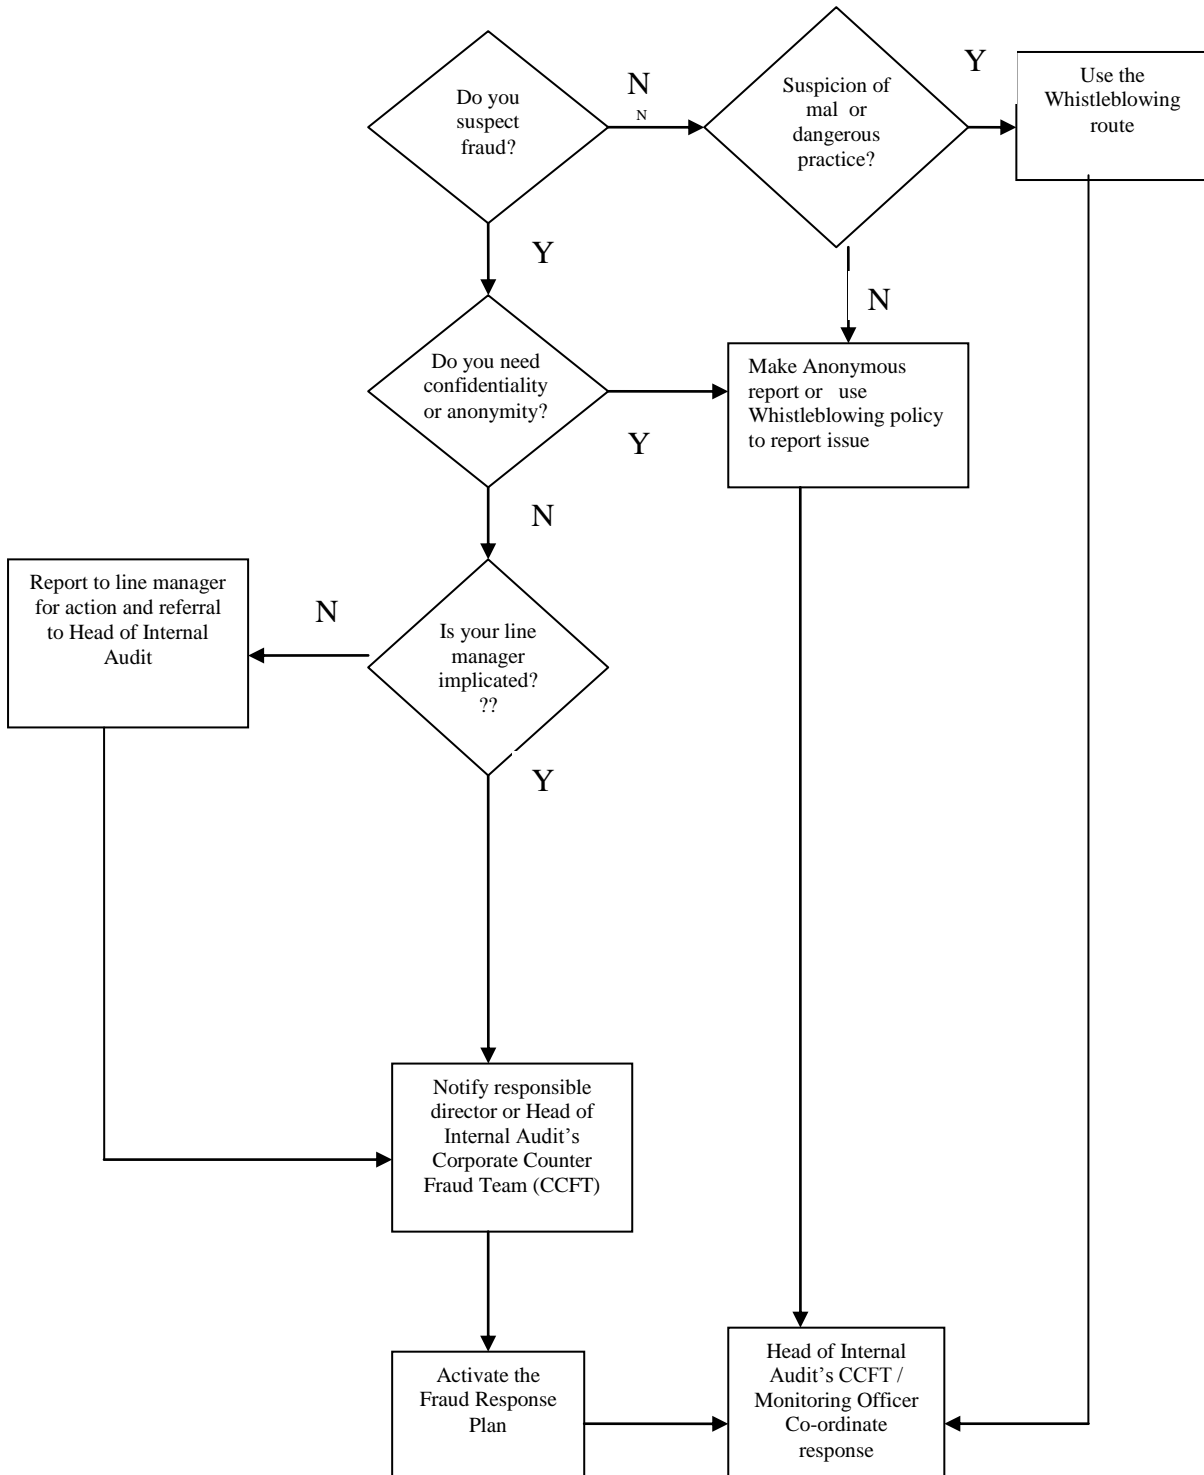 Do you
suspect
fraud?
N
N
Suspicion of
mal or
dangerous
practice?
Y
Use the
Whistleblowing
route
Y
N
Do you need
confidentiality
or anonymity?
Y
Make Anonymous
report or use
Whistleblowing policy
to report issue
N
Report to line manager
for action and referral
to Head of Internal
Audit
N
Is your line
manager
implicated?
??
Y
Notify responsible
director or Head of
Internal Audit’s
Corporate Counter
Fraud Team (CCFT)
Activate the
Fraud Response
Plan
Head of Internal
Audit’s CCFT /
Monitoring Officer
Co-ordinate
response